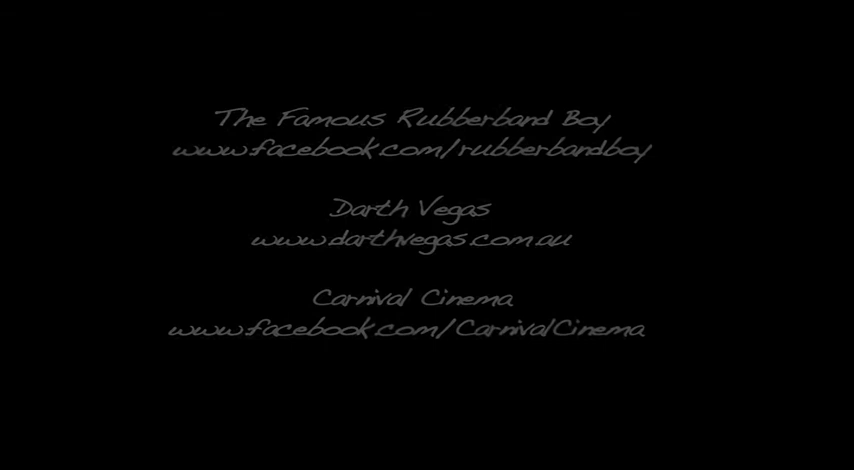 The Famous Rubberband Boy
www.facebook.com/rubberbandboy
Darth Vegas
www.darthvegas.com.au
Carnival Cinema
www.facebook.com/CarnivalCinema